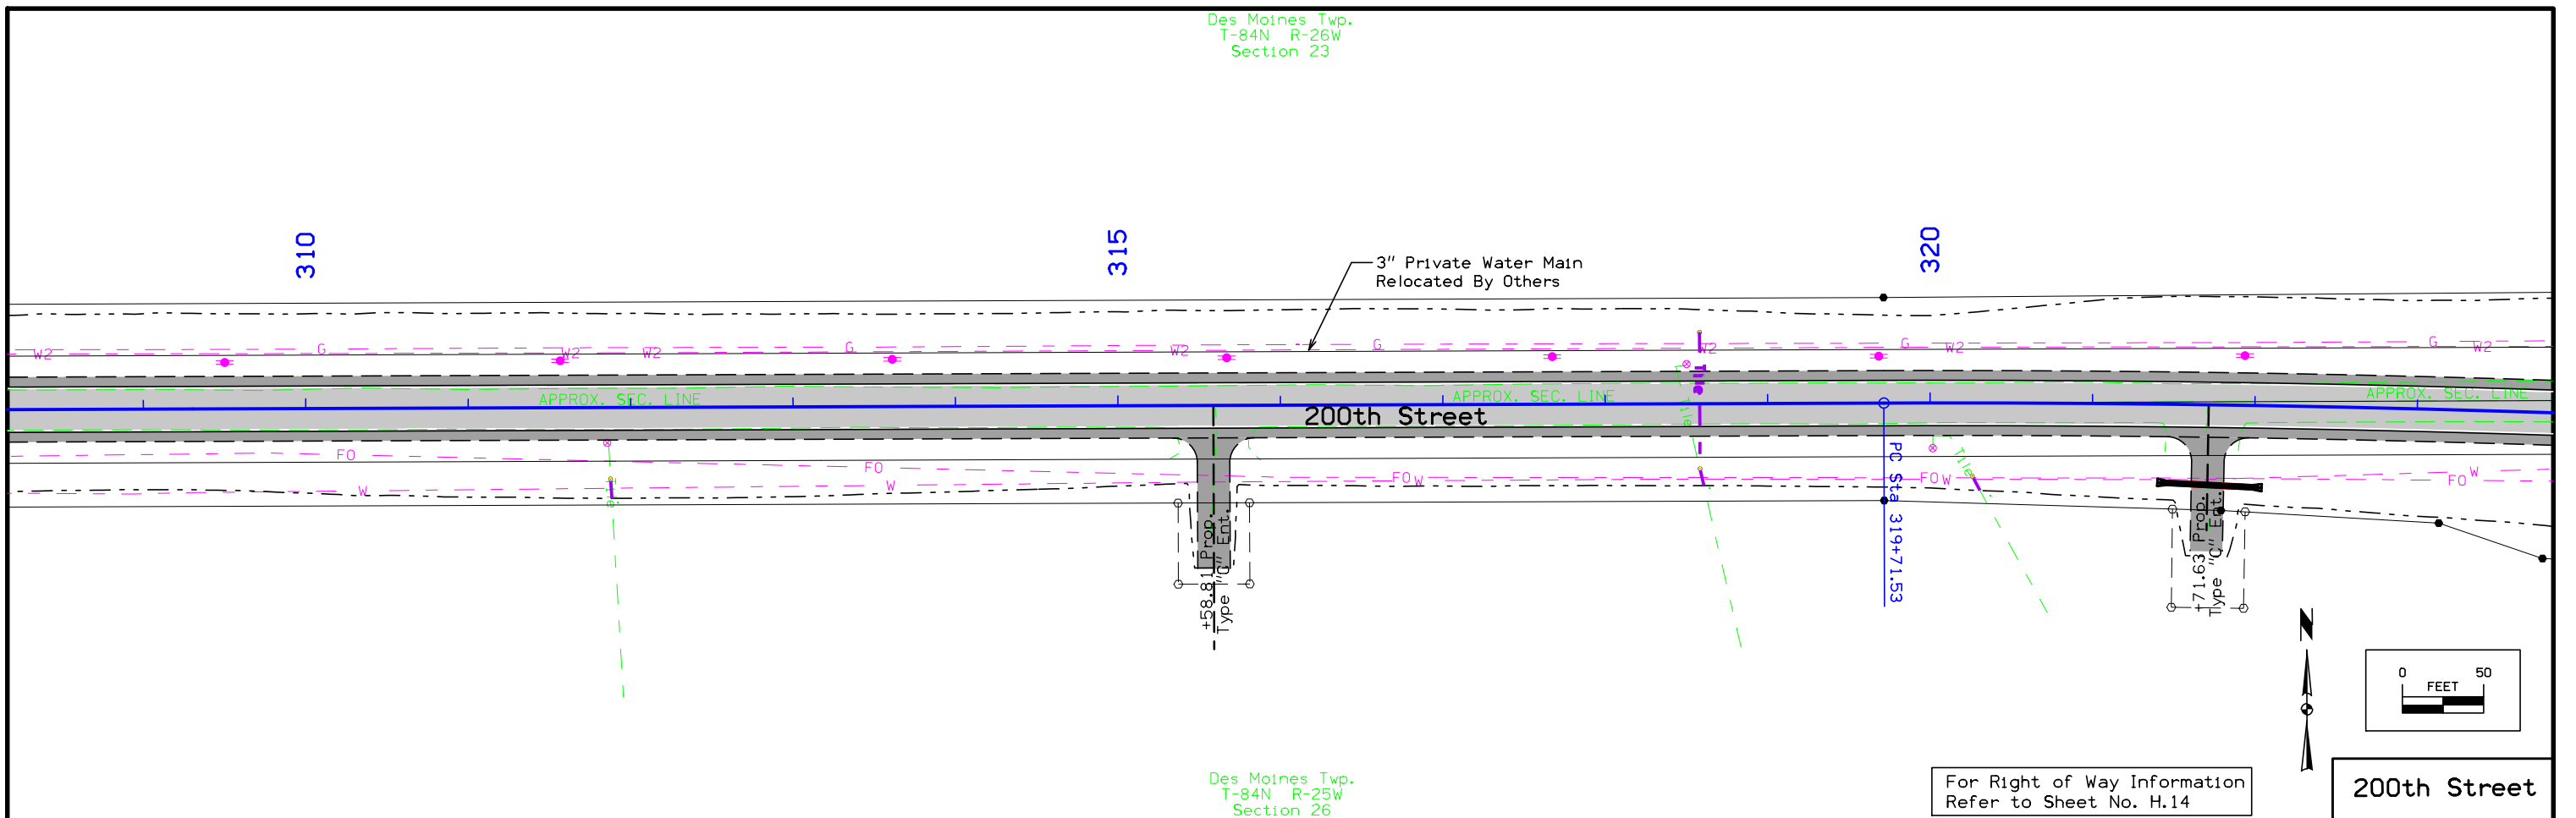 Des Moines Twp.
T-84N R-26W
Section 23
310
315
320
3" Private Water Main
Relocated By Others
W2
G
W2
W2
G
W2
G
W2
G
W2
G
W2
APPROX. SEC. LINE
APPROX. SEC. LINE
APPROX. SEC. LINE
200th Street
Tile
Tile
FO
FO
FO
W
FO
W
FO
W
W
W
PC Sta 319+71.53
+58.81 Prop.
Type "C" Ent.
+71.63 Prop.
Type "C" Ent.
N
0 50
FEET
Des Moines Twp.
T-84N R-25W
Section 26
For Right of Way Information
Refer to Sheet No. H.14
200th Street